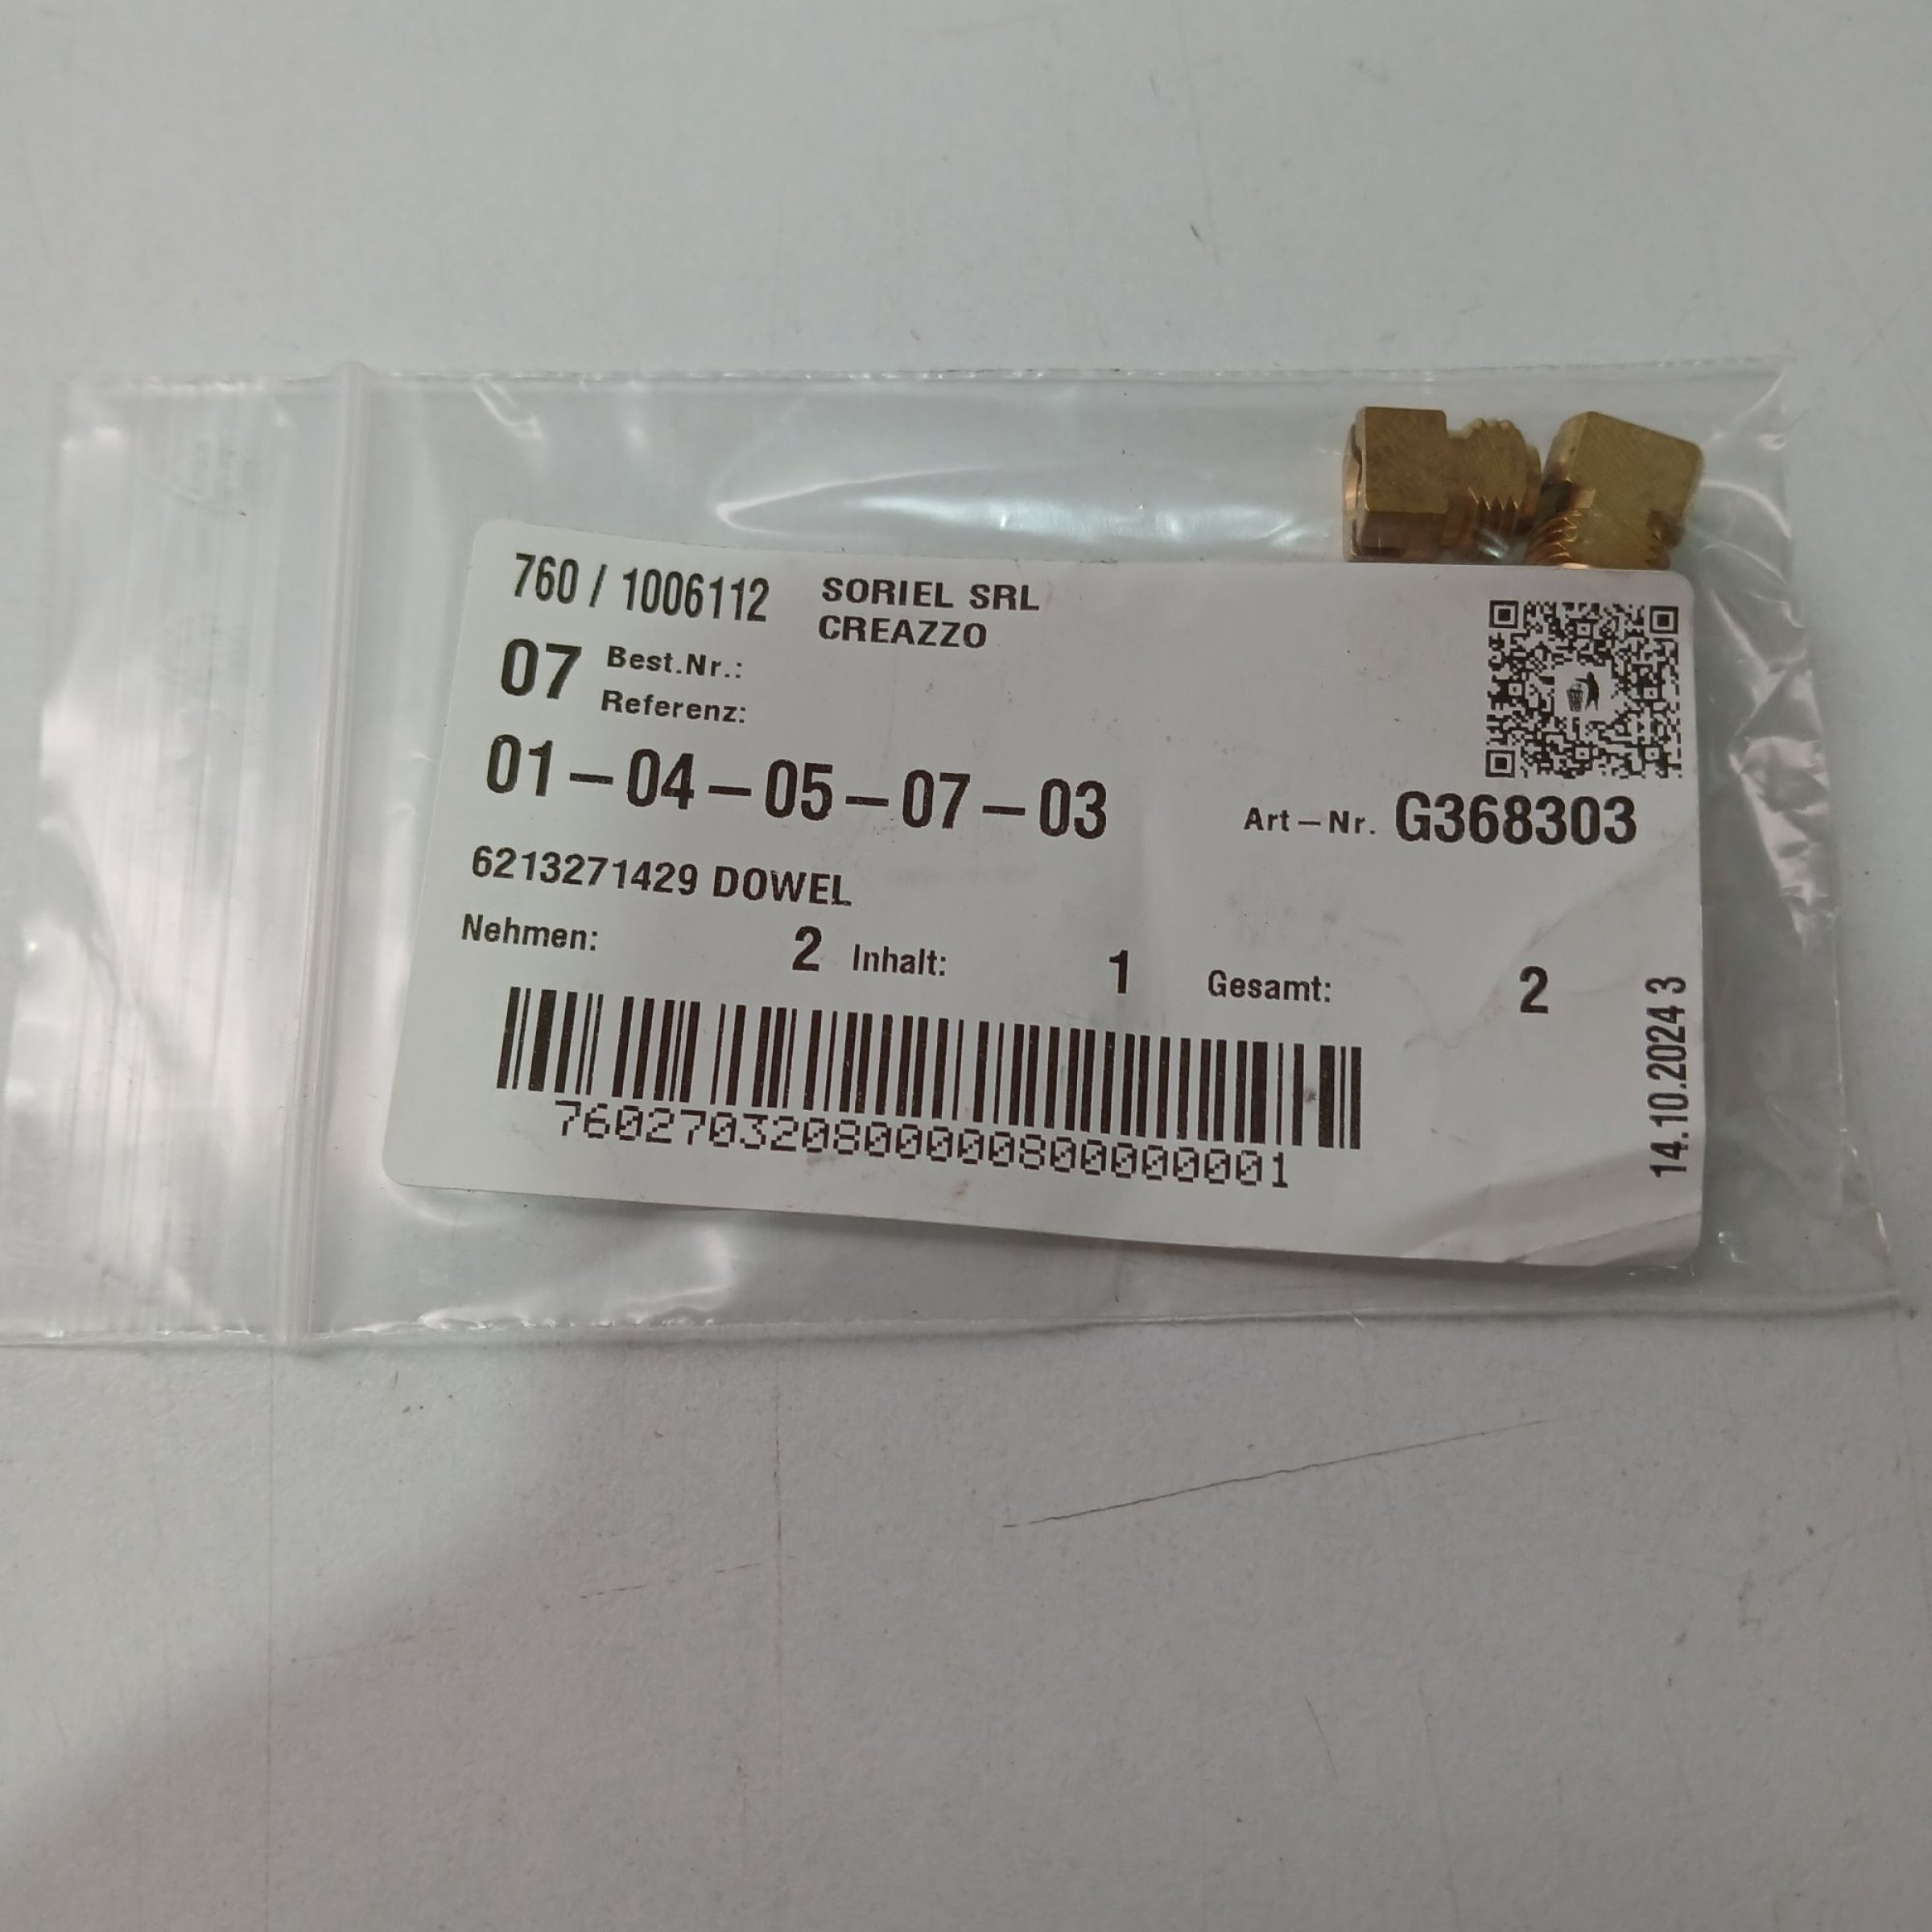 760 / 1006112
SORIEL SRL
CREAZZO
07
Best.Nr.:
Referenz:
01-04-05-07-03
Art-Nr. G368303
6213271429 DOWEL
Nehmen: 2 Inhalt: 1 Gesamt: 2
760270320800000800000001
14.10.2024 3